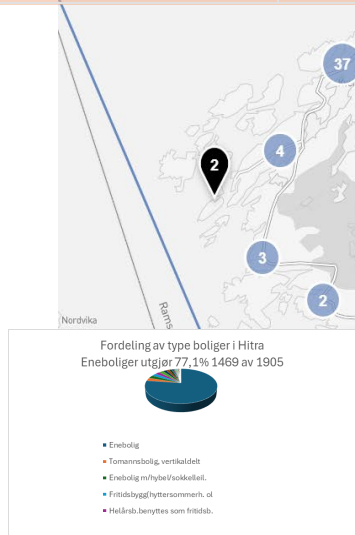 37
4
2
3
2
Nordvika
Rams
Fordeling av type boliger i Hitra
Eneboliger utgjør 77,1% 1469 av 1905
Enebolig
Tomannsbolig, vertikaldelt
Enebolig m/hybel/sokkelleil.
Fritidsbygg(hyttersommerh. ol
Helårsb.benyttes som fritidsb.